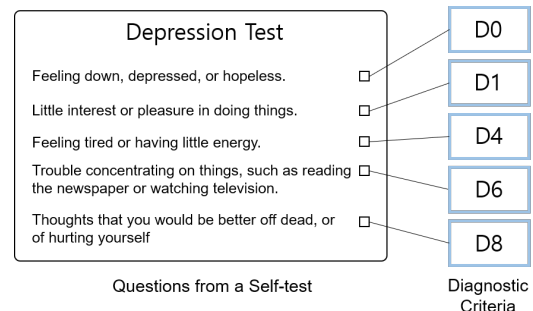 Depression Test
Feeling down, depressed, or hopeless.
Little interest or pleasure in doing things.
Feeling tired or having little energy.
Trouble concentrating on things, such as reading
the newspaper or watching television.
Thoughts that you would be better off dead, or
of hurting yourself
D0
D1
D4
D6
D8
Questions from a Self-test
Diagnostic
Criteria